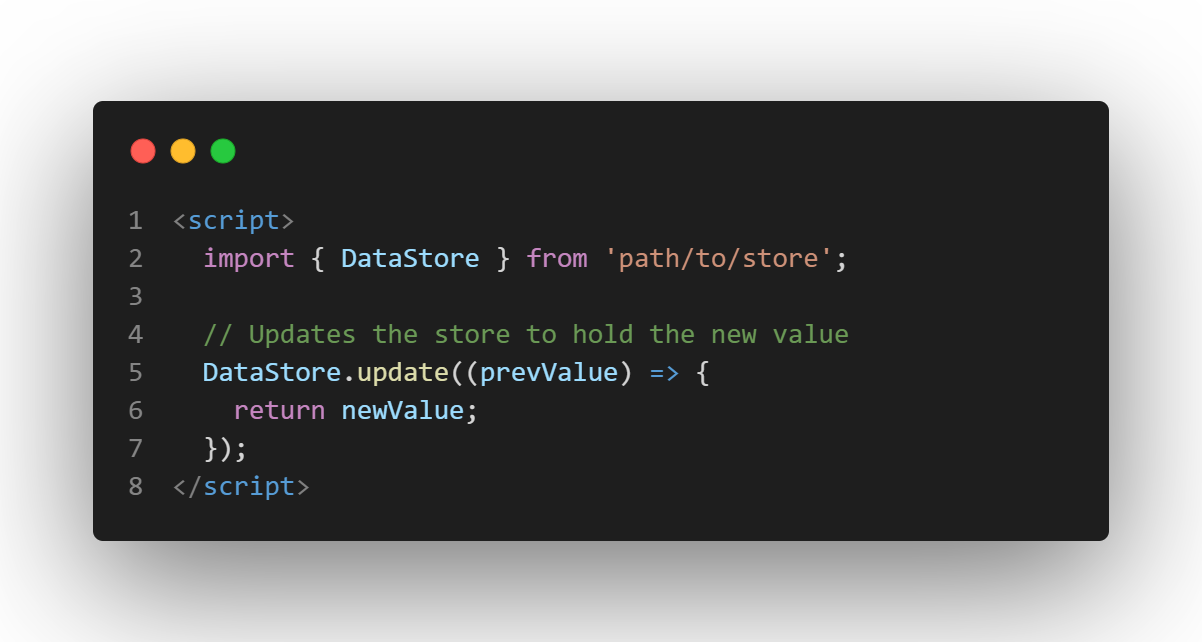 1 <script>
2   import { DataStore } from 'path/to/store';
3
4   // Updates the store to hold the new value
5   DataStore.update((prevValue) => {
6     return newValue;
7   });
8 </script>